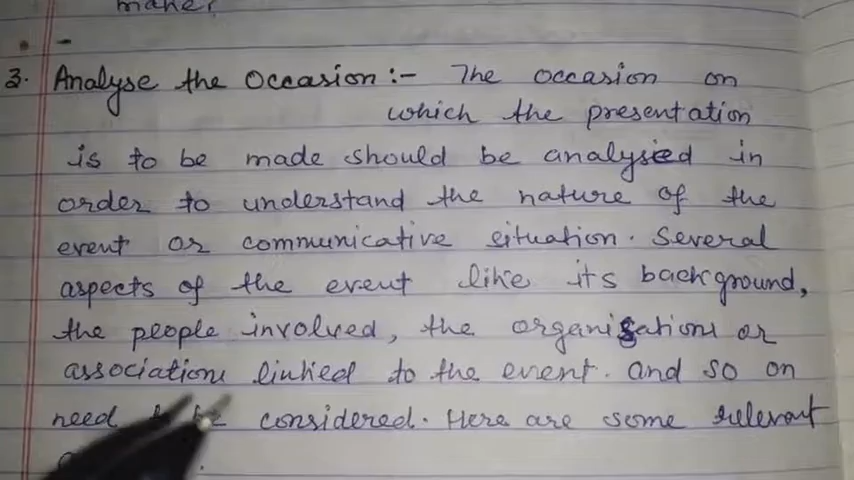 maker
3. Analyse the Occasion :- The occasion on
which the presentation
is to be made should be analysed in
order to understand the nature of the
event or communicative situation. Several
aspects of the event like its background,
the people involved, the organisations or
associations linked to the event. and so on
need be considered. Here are some relevant